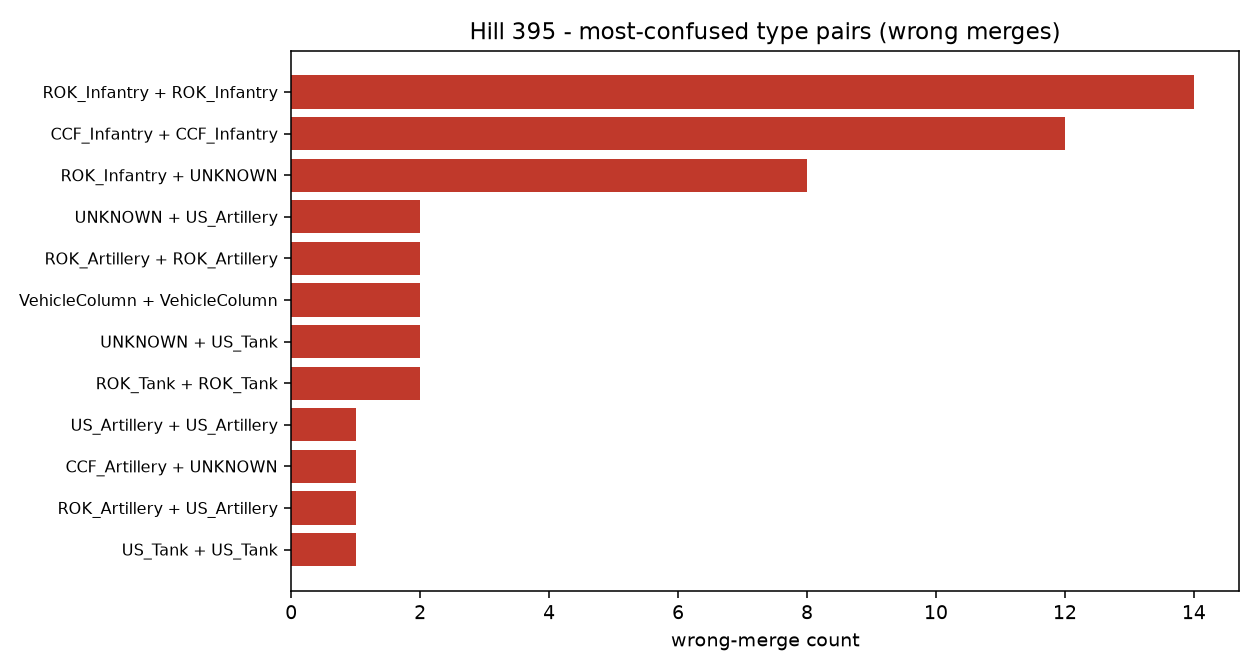 Hill 395 - most-confused type pairs (wrong merges)
ROK_Infantry + ROK_Infantry
CCF_Infantry + CCF_Infantry
ROK_Infantry + UNKNOWN
UNKNOWN + US_Artillery
ROK_Artillery + ROK_Artillery
VehicleColumn + VehicleColumn
UNKNOWN + US_Tank
ROK_Tank + ROK_Tank
US_Artillery + US_Artillery
CCF_Artillery + UNKNOWN
ROK_Artillery + US_Artillery
US_Tank + US_Tank
0 2 4 6 8 10 12 14
wrong-merge count